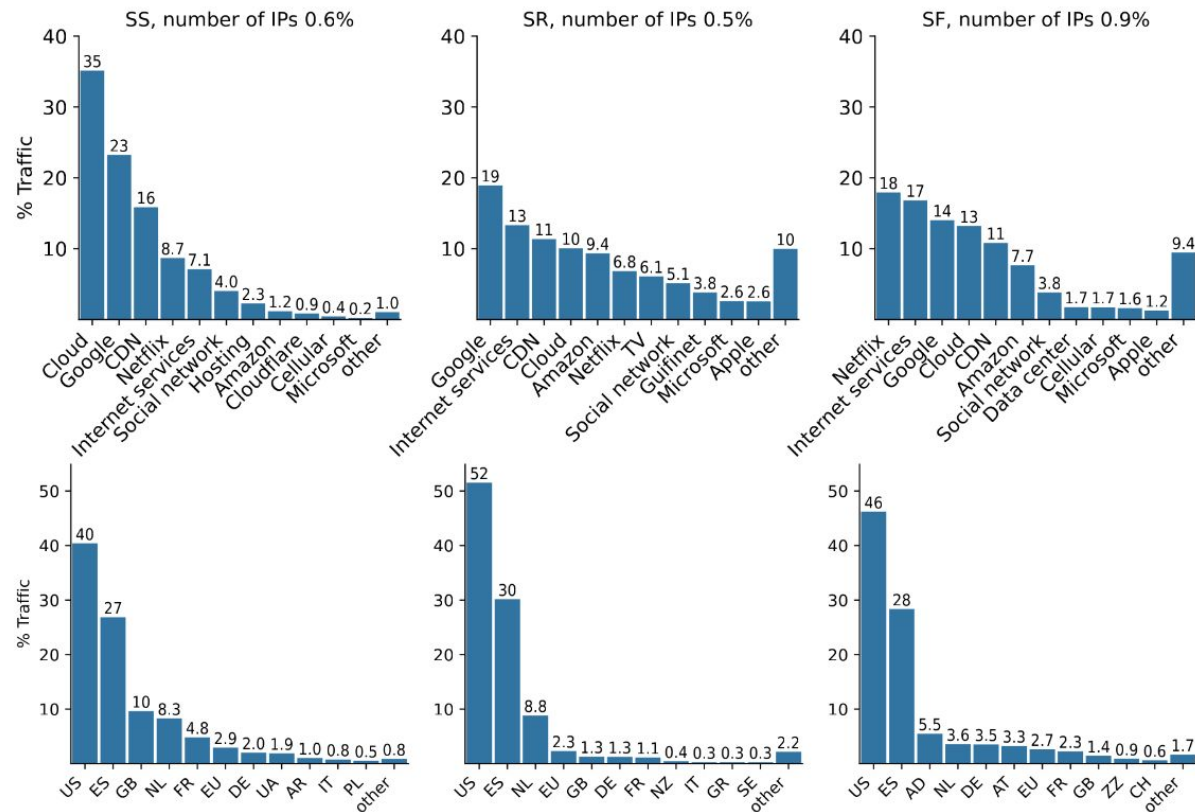 SS, number of IPs 0.6%
SR, number of IPs 0.5%
SF, number of IPs 0.9%
% Traffic
40
30
20
10
35
23
16
8.7
7.1
4.0
2.3
1.2
0.9
0.4
0.2
1.0
Cloud
Google
CDN
Netflix
Internet services
Social network
Hosting
Amazon
Cloudflare
Cellular
Microsoft
other
40
30
20
10
19
13
11
10
9.4
6.8
6.1
5.1
3.8
2.6
2.6
10
Google
Internet services
CDN
Cloud
Amazon
Netflix
TV
Social network
Guifinet
Microsoft
Apple
other
40
30
20
10
18
17
14
13
11
7.7
3.8
1.7
1.7
1.6
1.2
9.4
Netflix
Internet services
Google
Cloud
CDN
Amazon
Social network
Data center
Cellular
Microsoft
Apple
other
% Traffic
50
40
30
20
10
40
27
10
8.3
4.8
2.9
2.0
1.9
1.0
0.8
0.5
0.8
US
ES
GB
NL
FR
EU
DE
UA
AR
IT
PL
other
50
40
30
20
10
52
30
8.8
2.3
1.3
1.3
1.1
0.4
0.3
0.3
0.3
2.2
US
ES
NL
EU
GB
DE
FR
NZ
IT
GR
SE
other
50
40
30
20
10
46
28
5.5
3.6
3.5
3.3
2.7
2.3
1.4
0.9
0.6
1.7
US
ES
AD
NL
DE
AT
EU
FR
GB
ZZ
CH
other